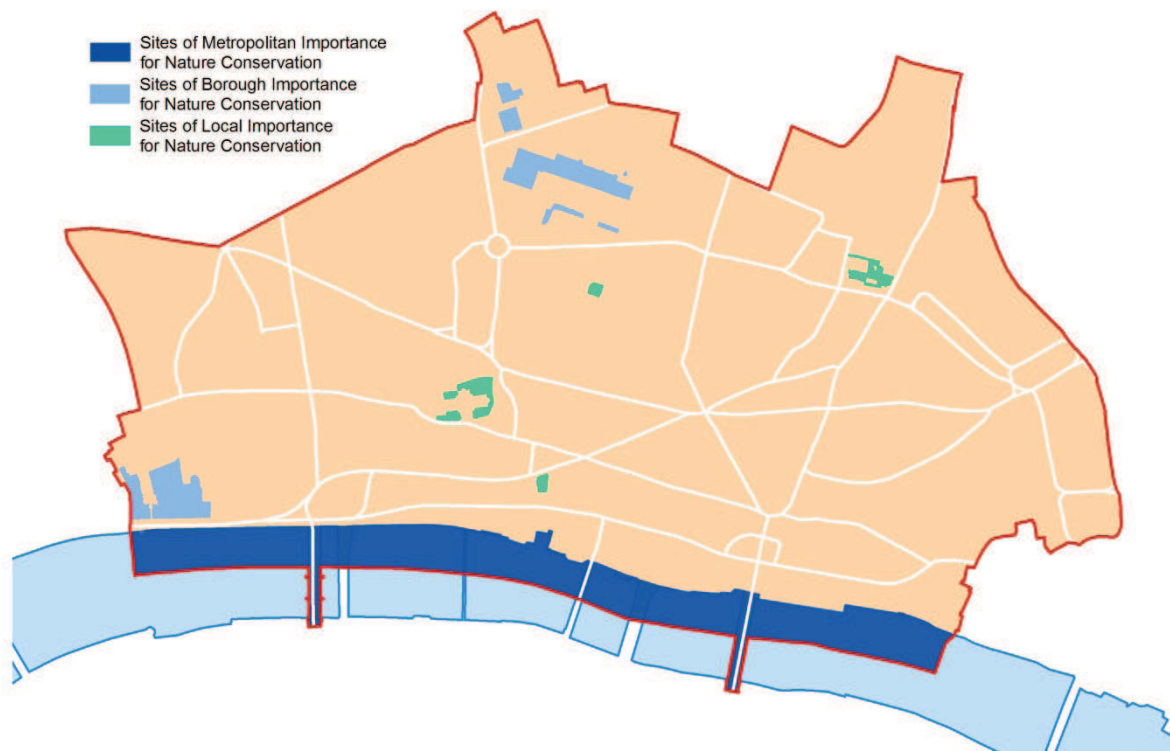 Sites of Metropolitan Importance
for Nature Conservation
Sites of Borough Importance
for Nature Conservation
Sites of Local Importance
for Nature Conservation